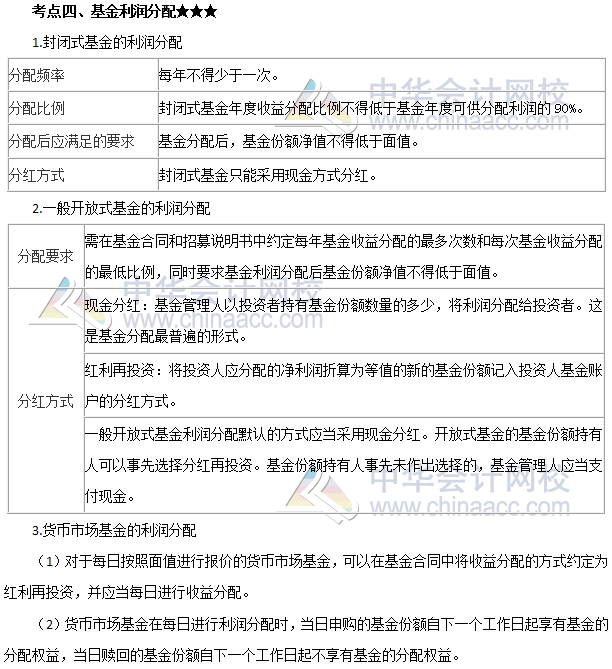 考点四、基金利润分配★★★
1.封闭式基金的利润分配
分配频率
每年不得少于一次。
分配比例
封闭式基金年度收益分配比例不得低于基金年度可供分配利润的 90%。
分配后应满足的要求
基金分配后，基金份额净值不得低于面值。
分红方式
封闭式基金只能采用现金方式分红。
2.一般开放式基金的利润分配
分配要求
需在基金合同和招募说明书中约定每年基金收益分配的最多次数和每次基金收益分配
的最低比例，同时要求基金利润分配后基金份额净值不得低于面值。
分红方式
现金分红：基金管理人以投资者持有基金份额数量的多少，将利润分配给投资者。这
是基金分配最普遍的形式。
红利再投资：将投资人应分配的净利润折算为等值的新的基金份额记入投资人基金账
户的分红方式。
一般开放式基金利润分配默认的方式应当采用现金分红。开放式基金的基金份额持有
人可以事先选择分红再投资。基金份额持有人事先未作出选择的，基金管理人应当支
付现金。
3.货币市场基金的利润分配
（1）对于每日按照面值进行报价的货币市场基金，可以在基金合同中将收益分配的方式约定为
红利再投资，并应当每日进行收益分配。
（2）货币市场基金在每日进行利润分配时，当日申购的基金份额自下一个工作日起享有基金的
分配权益，当日赎回的基金份额自下一个工作日起不享有基金的分配权益。
中华会计网校
www.chinaacc.com
中华会计网校
www.chinaacc.com
中华会计网校
www.chinaacc.com